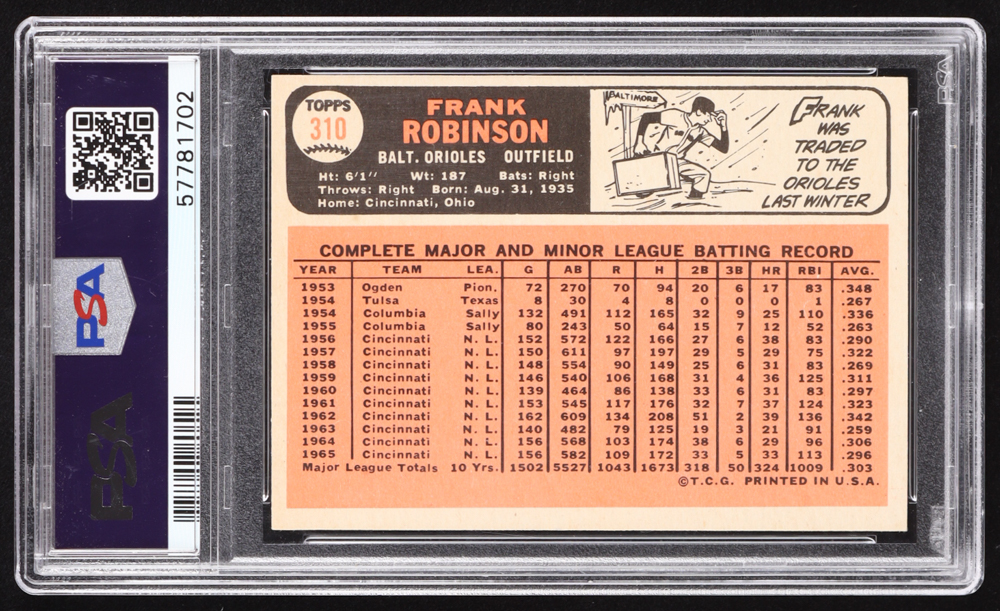 57781702
PSA
PSA
PSA
TOPPS
310
FRANK
ROBINSON
BALT. ORIOLES OUTFIELD
Ht: 6'1" Wt: 187 Bats: Right
Throws: Right Born: Aug. 31, 1935
Home: Cincinnati, Ohio
BALTIMORE
FRANK
WAS
TRADED
TO THE
ORIOLES
LAST WINTER
COMPLETE MAJOR AND MINOR LEAGUE BATTING RECORD
YEAR TEAM LEA. G AB R H 2B 3B HR RBI AVG.
1953 Ogden Pion. 72 270 70 94 20 6 17 83 .348
1954 Tulsa Texas 8 30 4 8 0 0 0 1 .267
1954 Columbia Sally 132 491 112 165 32 9 25 110 .336
1955 Columbia Sally 80 243 50 64 15 7 12 52 .263
1956 Cincinnati N. L. 152 572 122 166 27 6 38 83 .290
1957 Cincinnati N. L. 150 611 97 197 29 5 29 75 .322
1958 Cincinnati N. L. 148 554 90 149 25 6 31 83 .269
1959 Cincinnati N. L. 146 540 106 168 31 4 36 125 .311
1960 Cincinnati N. L. 139 464 86 138 33 6 31 83 .297
1961 Cincinnati N. L. 153 545 117 176 32 7 37 124 .323
1962 Cincinnati N. L. 162 609 134 208 51 2 39 136 .342
1963 Cincinnati N. L. 140 482 79 125 19 3 21 91 .259
1964 Cincinnati N. L. 156 568 103 174 38 6 29 96 .306
1965 Cincinnati N. L. 156 582 109 172 33 5 33 113 .296
Major League Totals 10 Yrs. 1502 5527 1043 1673 318 50 324 1009 .303
©T.C.G. PRINTED IN U.S.A.